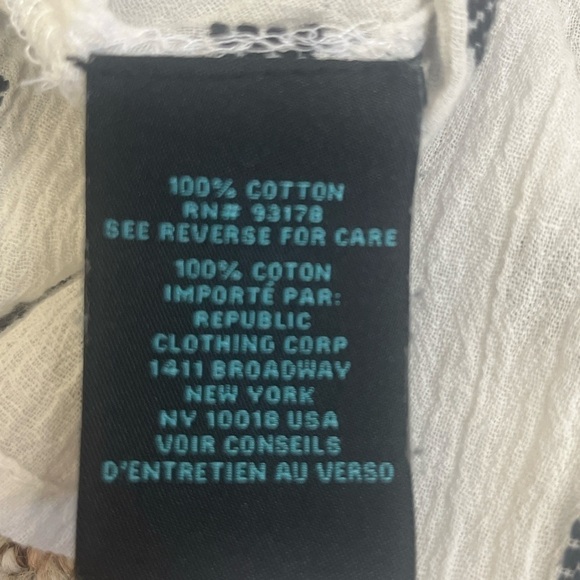 100% COTTON
RN# 93178
SEE REVERSE FOR CARE
100% COTON
IMPORTÉ PAR:
REPUBLIC
CLOTHING CORP
1411 BROADWAY
NEW YORK
NY 10018 USA
VOIR CONSEILS
D'ENTRETIEN AU VERSO